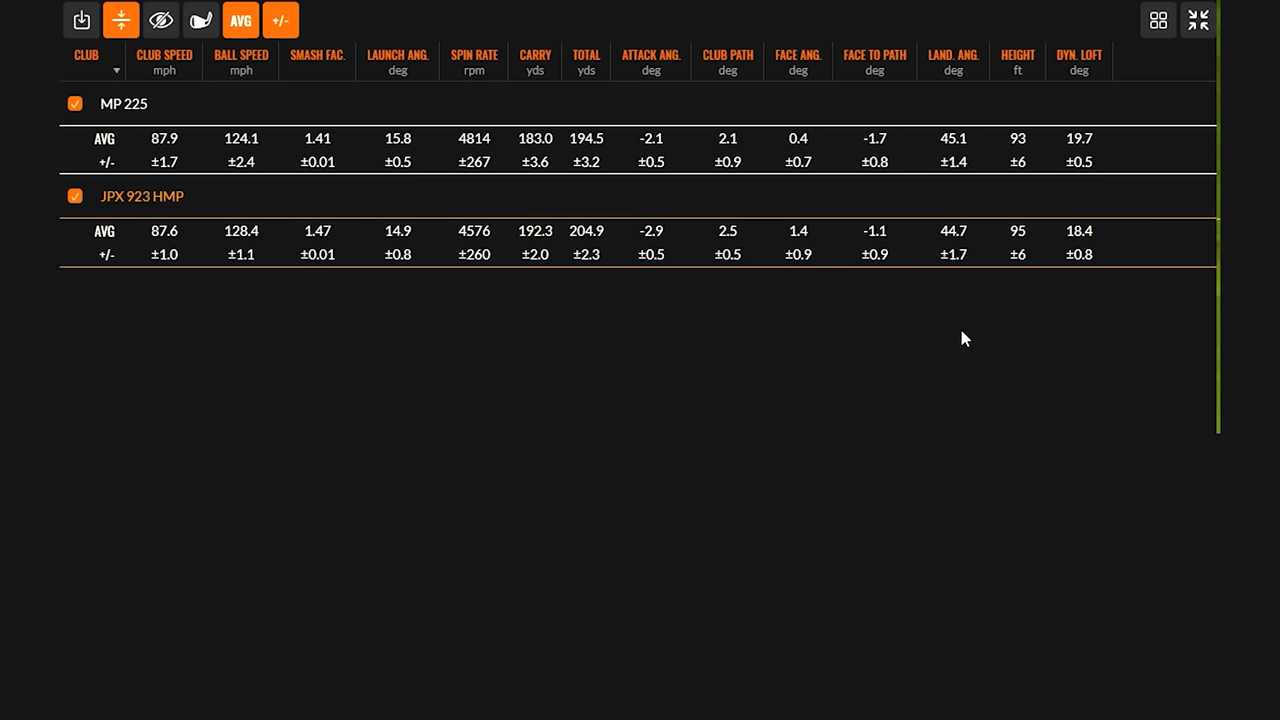 AVG +/-
CLUB CLUB SPEED BALL SPEED SMASH FAC. LAUNCH ANG. SPIN RATE CARRY TOTAL ATTACK ANG. CLUB PATH FACE ANG. FACE TO PATH LAND. ANG. HEIGHT DYN. LOFT
mph mph deg rpm yds yds deg deg deg deg deg ft deg
MP 225
AVG 87.9 124.1 1.41 15.8 4814 183.0 194.5 -2.1 2.1 0.4 -1.7 45.1 93 19.7
+/- ±1.7 ±2.4 ±0.01 ±0.5 ±267 ±3.6 ±3.2 ±0.5 ±0.9 ±0.7 ±0.8 ±1.4 ±6 ±0.5
JPX 923 HMP
AVG 87.6 128.4 1.47 14.9 4576 192.3 204.9 -2.9 2.5 1.4 -1.1 44.7 95 18.4
+/- ±1.0 ±1.1 ±0.01 ±0.8 ±260 ±2.0 ±2.3 ±0.5 ±0.5 ±0.9 ±0.9 ±1.7 ±6 ±0.8